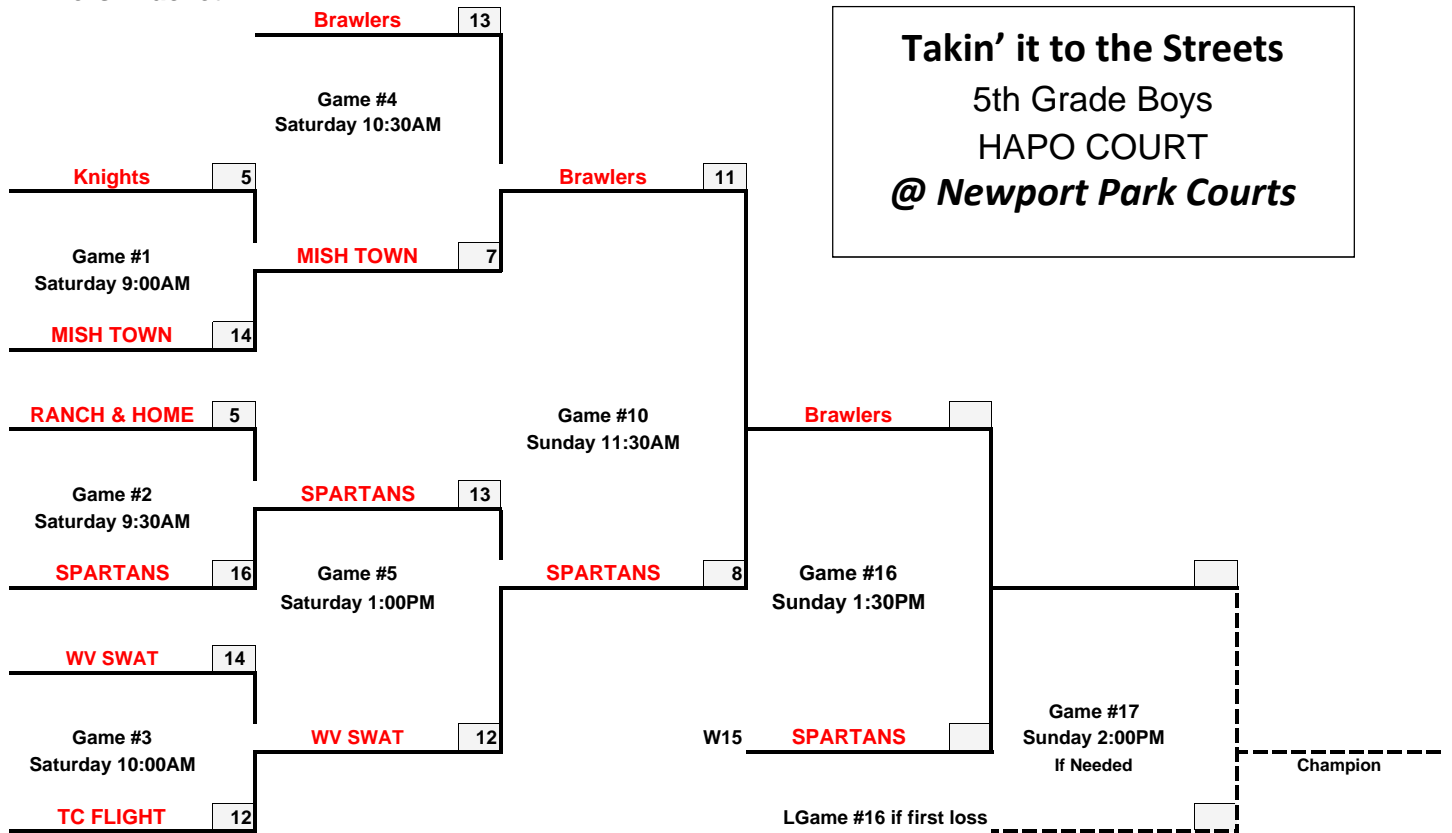 Brawlers 13
Takin’ it to the Streets
5th Grade Boys
HAPO COURT
@ Newport Park Courts
Game #4
Saturday 10:30AM
Knights 5
Brawlers 11
Game #1
Saturday 9:00AM
MISH TOWN 7
MISH TOWN 14
RANCH & HOME 5
Game #10
Sunday 11:30AM
Brawlers
Game #2
Saturday 9:30AM
SPARTANS 13
SPARTANS 16
Game #5
Saturday 1:00PM
SPARTANS 8
Game #16
Sunday 1:30PM
WV SWAT 14
Game #3
Saturday 10:00AM
WV SWAT 12
W15 SPARTANS
Game #17
Sunday 2:00PM
If Needed
Champion
TC FLIGHT 12
LGame #16 if first loss